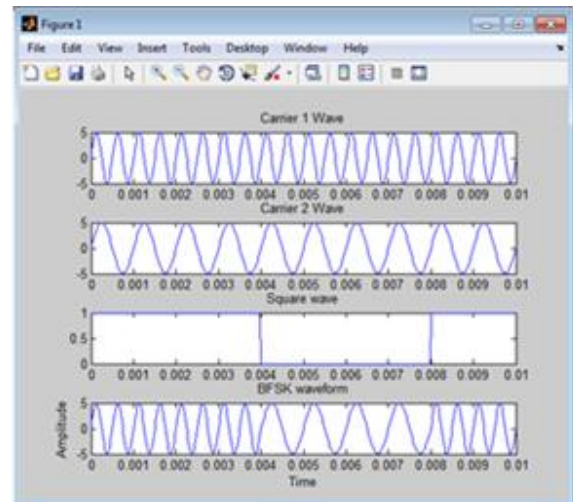 Figure 1
File Edit View Insert Tools Desktop Window Help
Carrier 1 Wave
5
0
-5
0 0.001 0.002 0.003 0.004 0.005 0.006 0.007 0.008 0.009 0.01
Carrier 2 Wave
5
0
-5
0 0.001 0.002 0.003 0.004 0.005 0.006 0.007 0.008 0.009 0.01
Square wave
1
0.5
0
0 0.001 0.002 0.003 0.004 0.005 0.006 0.007 0.008 0.009 0.01
BFSK waveform
Amplitude
5
0
-5
0 0.001 0.002 0.003 0.004 0.005 0.006 0.007 0.008 0.009 0.01
Time